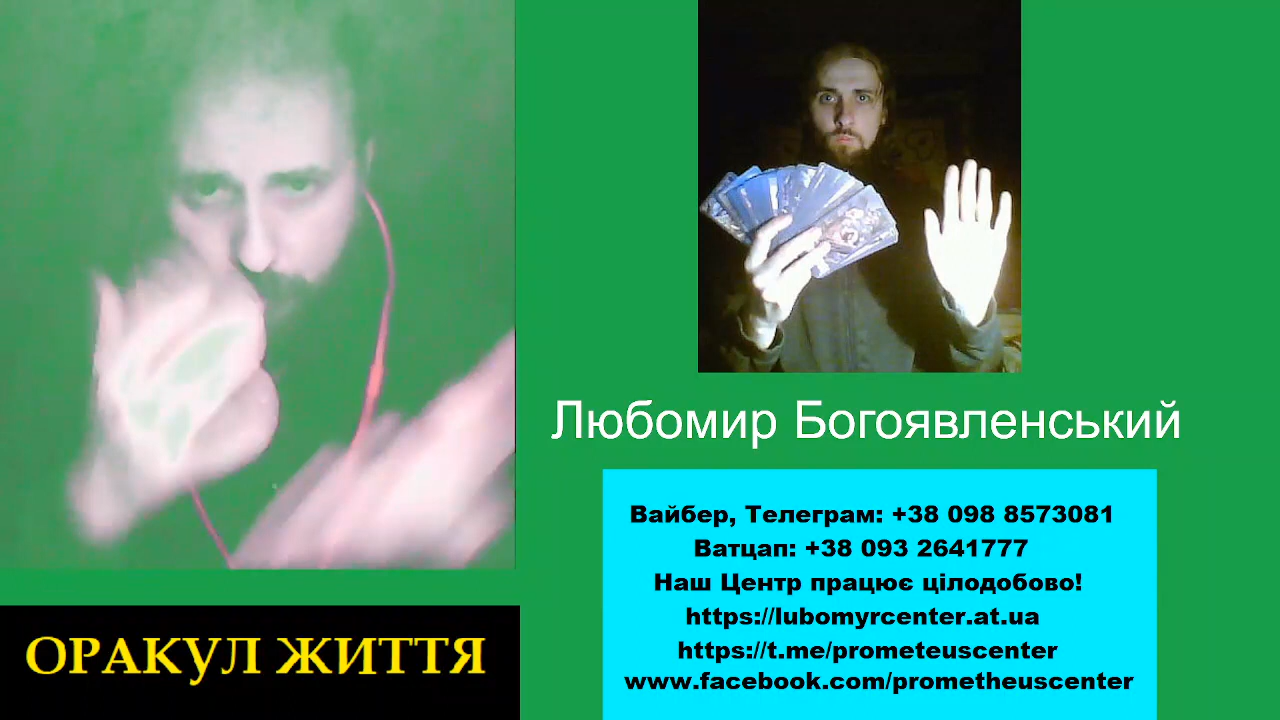 Любомир Богоявленський
Вайбер, Телеграм: +38 098 8573081
Ватцап: +38 093 2641777
Наш Центр працює цілодобово!
https://lubomyrcenter.at.ua
https://t.me/prometeuscenter
www.facebook.com/prometheuscenter
ОРАКУЛ ЖИТТЯ